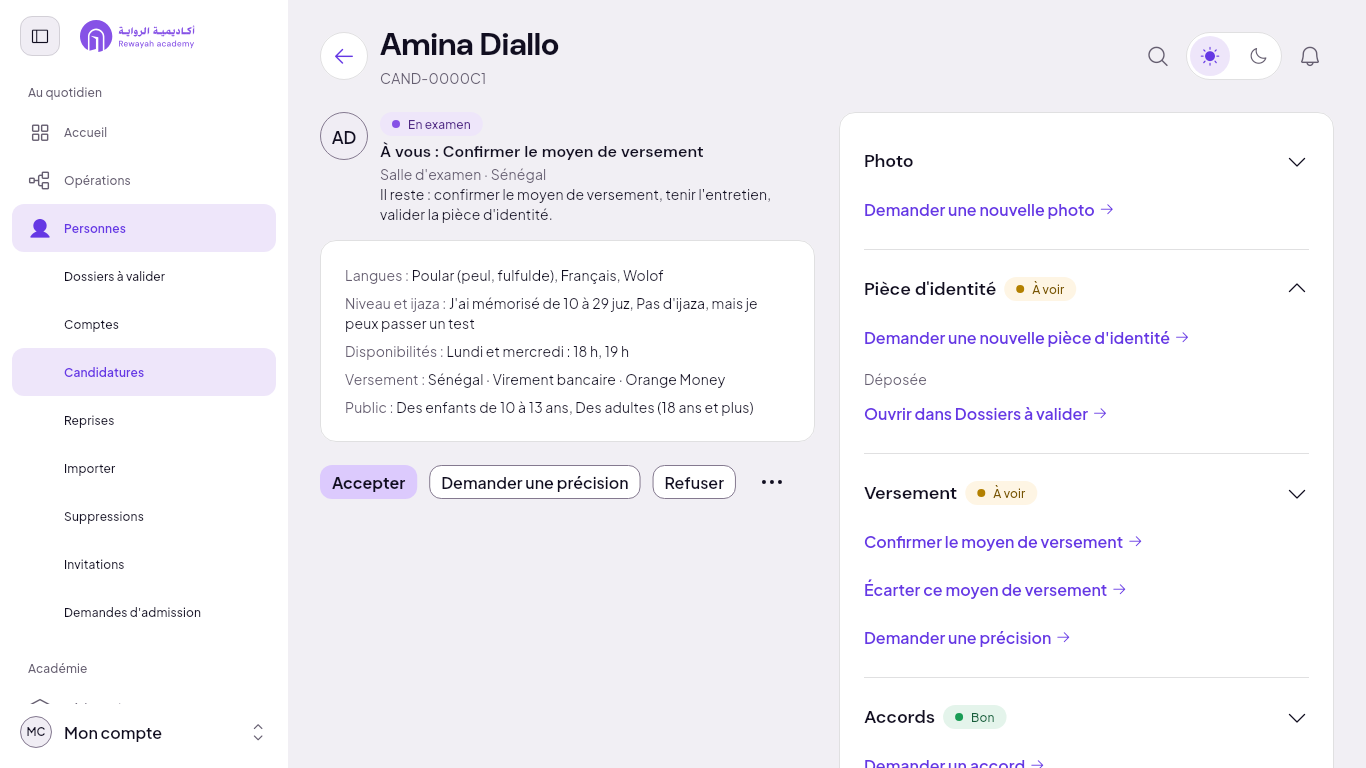 أكاديمية الرواية
Rewayah academy
Au quotidien
Accueil
Opérations
Personnes
Dossiers à valider
Comptes
Candidatures
Reprises
Importer
Suppressions
Invitations
Demandes d'admission
Académie
MC
Mon compte
Amina Diallo
CAND-0000C1
AD
En examen
À vous : Confirmer le moyen de versement
Salle d'examen · Sénégal
Il reste : confirmer le moyen de versement, tenir l'entretien,
valider la pièce d'identité.
Langues : Poular (peul, fulfulde), Français, Wolof
Niveau et ijaza : J'ai mémorisé de 10 à 29 juz, Pas d'ijaza, mais je
peux passer un test
Disponibilités : Lundi et mercredi : 18 h, 19 h
Versement : Sénégal · Virement bancaire · Orange Money
Public : Des enfants de 10 à 13 ans, Des adultes (18 ans et plus)
Accepter
Demander une précision
Refuser
Photo
Demander une nouvelle photo →
Pièce d'identité
À voir
Demander une nouvelle pièce d'identité →
Déposée
Ouvrir dans Dossiers à valider →
Versement
À voir
Confirmer le moyen de versement →
Écarter ce moyen de versement →
Demander une précision →
Accords
Bon
Demander un accord →